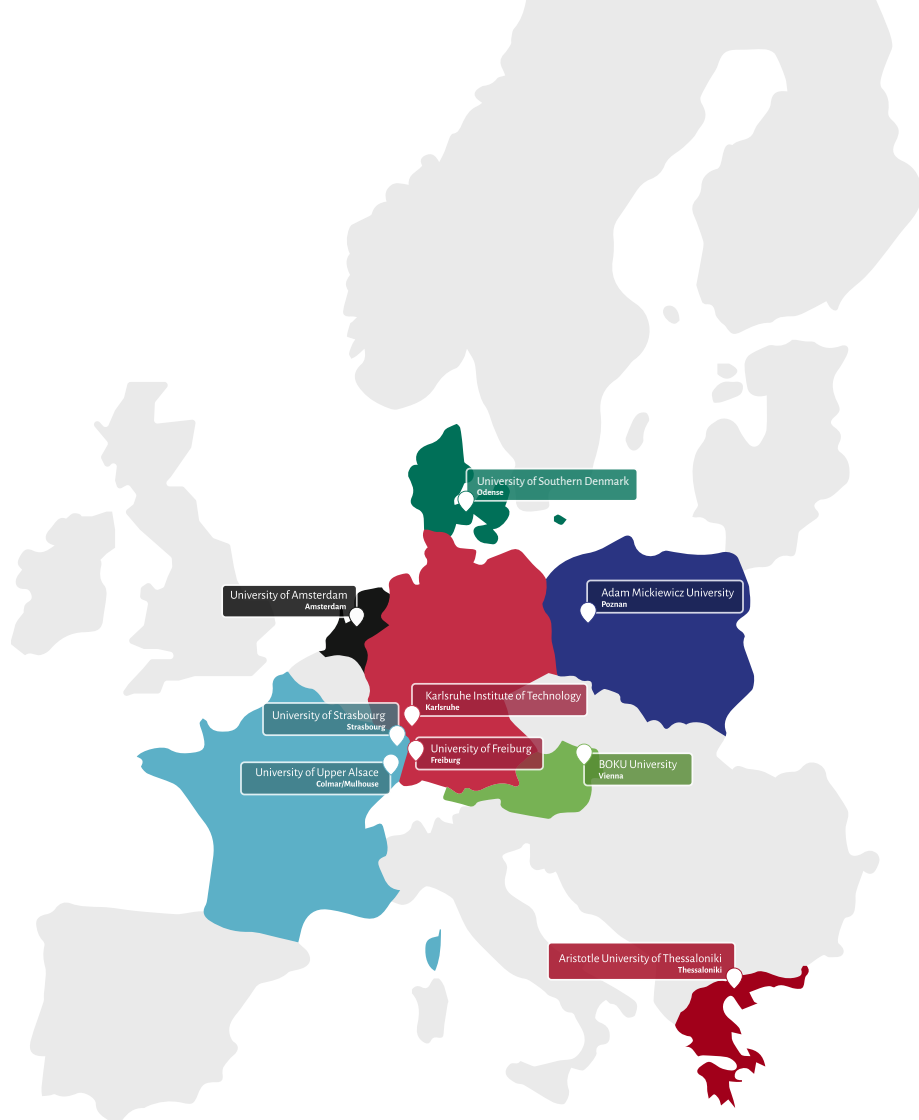 University of Southern Denmark
Odense
Adam Mickiewicz University
Poznan
University of Amsterdam
Amsterdam
Karlsruhe Institute of Technology
Karlsruhe
University of Strasbourg
Strasbourg
University of Freiburg
Freiburg
BOKU University
Vienna
University of Upper Alsace
Colmar/Mulhouse
Aristotle University of Thessaloniki
Thessaloniki